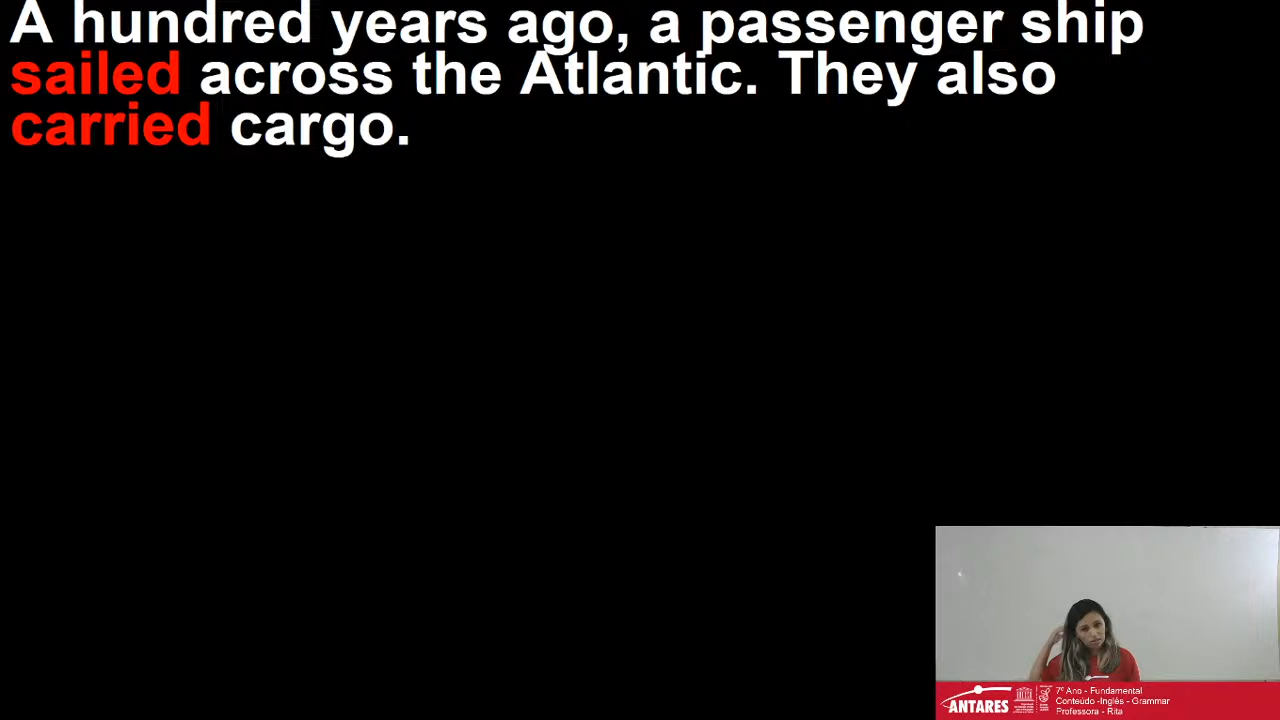 A hundred years ago, a passenger ship
sailed across the Atlantic. They also
carried cargo.
ANTARES
7º Ano - Fundamental
Conteúdo -Inglês - Grammar
Professora - Rita